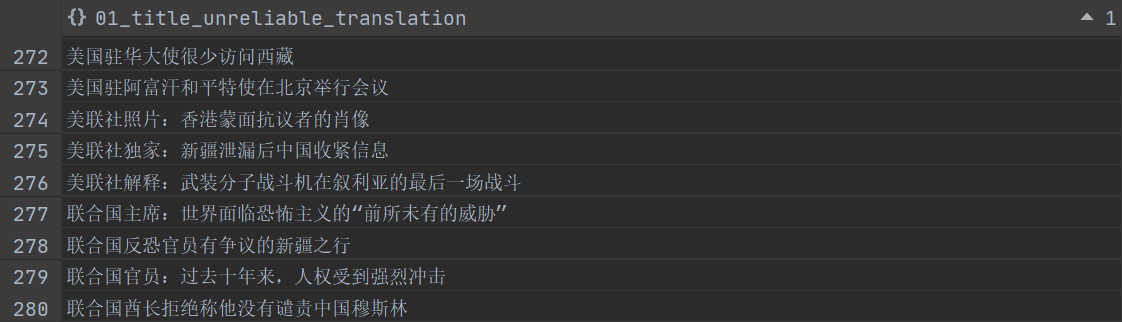 {} 01_title_unreliable_translation 1
272 美国驻华大使很少访问西藏
273 美国驻阿富汗和平特使在北京举行会议
274 美联社照片：香港蒙面抗议者的肖像
275 美联社独家：新疆泄漏后中国收紧信息
276 美联社解释：武装分子战斗机在叙利亚的最后一场战斗
277 联合国主席：世界面临恐怖主义的“前所未有的威胁”
278 联合国反恐官员有争议的新疆之行
279 联合国官员：过去十年来，人权受到强烈冲击
280 联合国酋长拒绝称他没有谴责中国穆斯林